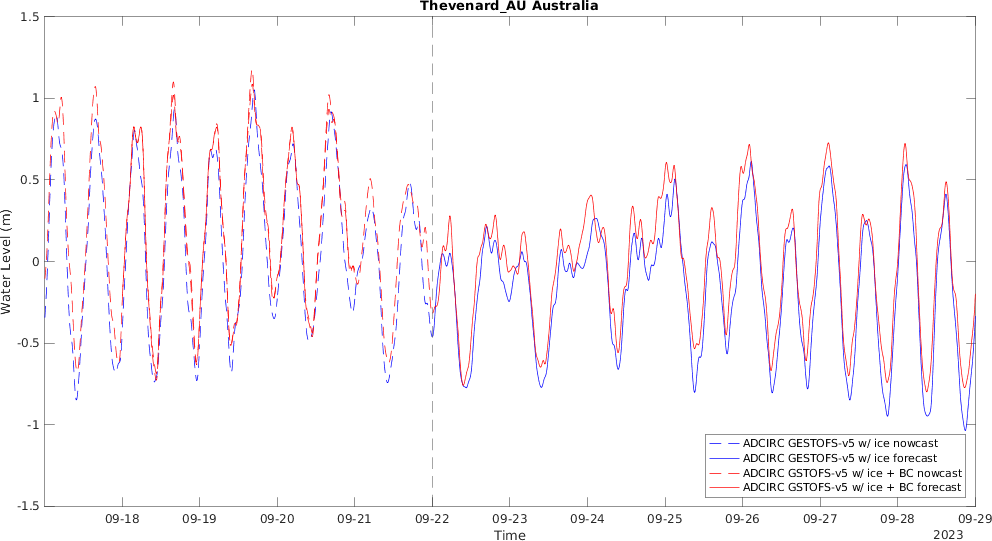 Thevenard_AU Australia
1.5
1
0.5
0
-0.5
-1
-1.5
Water Level (m)
09-18 09-19 09-20 09-21 09-22 09-23 09-24 09-25 09-26 09-27 09-28 09-29
Time
2023
ADCIRC GESTOFS-v5 w/ ice nowcast
ADCIRC GESTOFS-v5 w/ ice forecast
ADCIRC GSTOFS-v5 w/ ice + BC nowcast
ADCIRC GSTOFS-v5 w/ ice + BC forecast